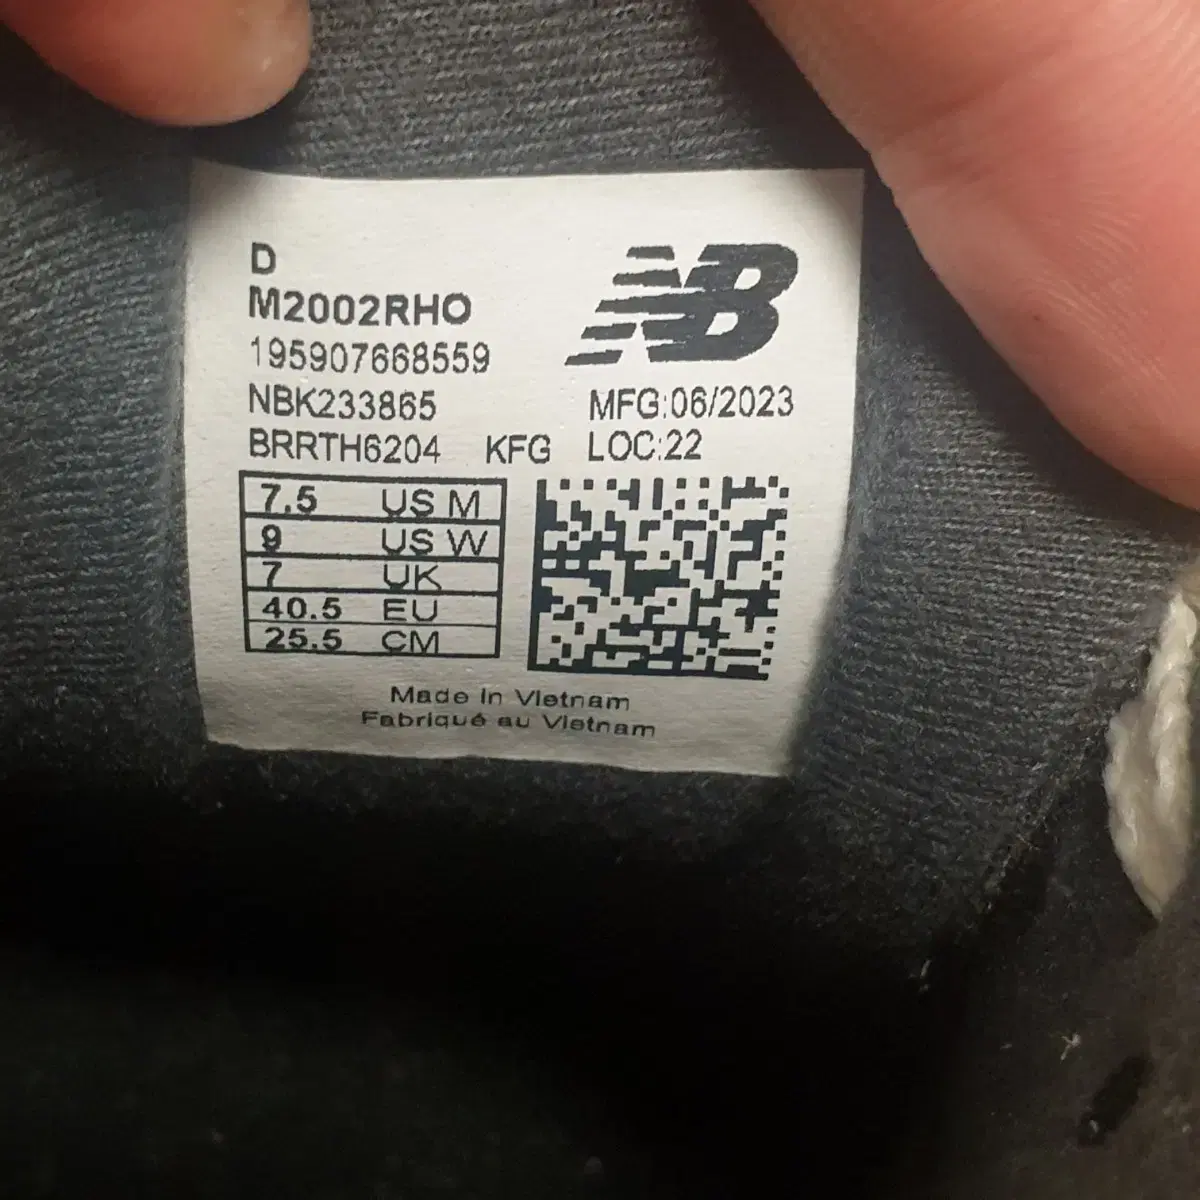 D
M2002RHO
195907668559
NBK233865
BRRTH6204 KFG
NB
MFG:06/2023
LOC:22
7.5 US M
9 US W
7 UK
40.5 EU
25.5 CM
Made In Vietnam
Fabriqué au Vietnam